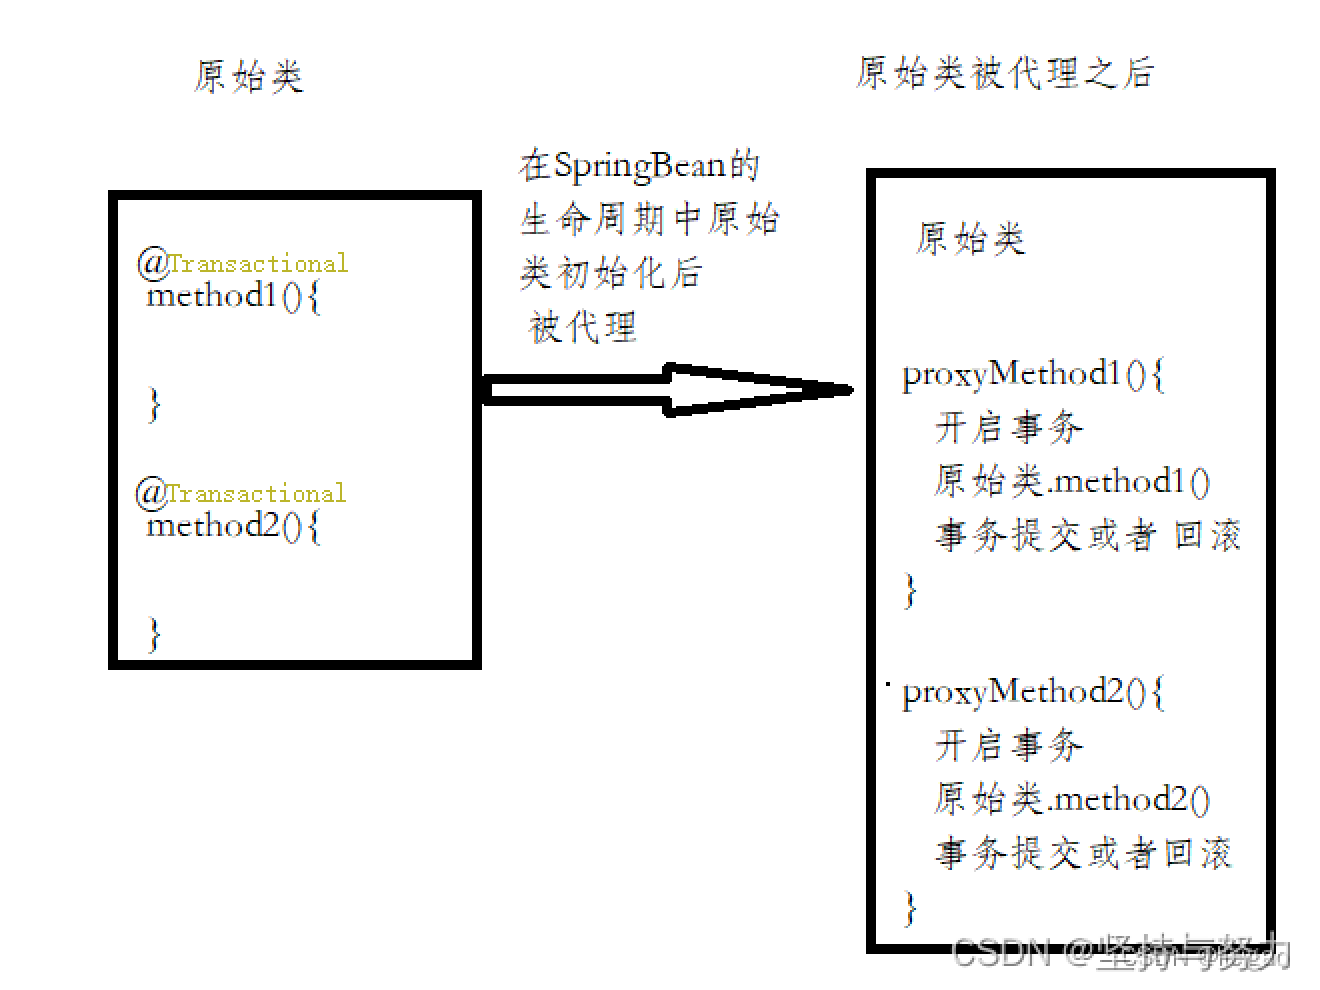 原始类
原始类被代理之后
@Transactional
method1(){
}
@Transactional
method2(){
}
在SpringBean的
生命周期中原始
类初始化后
被代理
原始类
proxyMethod1(){
开启事务
原始类.method1()
事务提交或者 回滚
}
proxyMethod2(){
开启事务
原始类.method2()
事务提交或者回滚
}
CSDN @坚持与努力